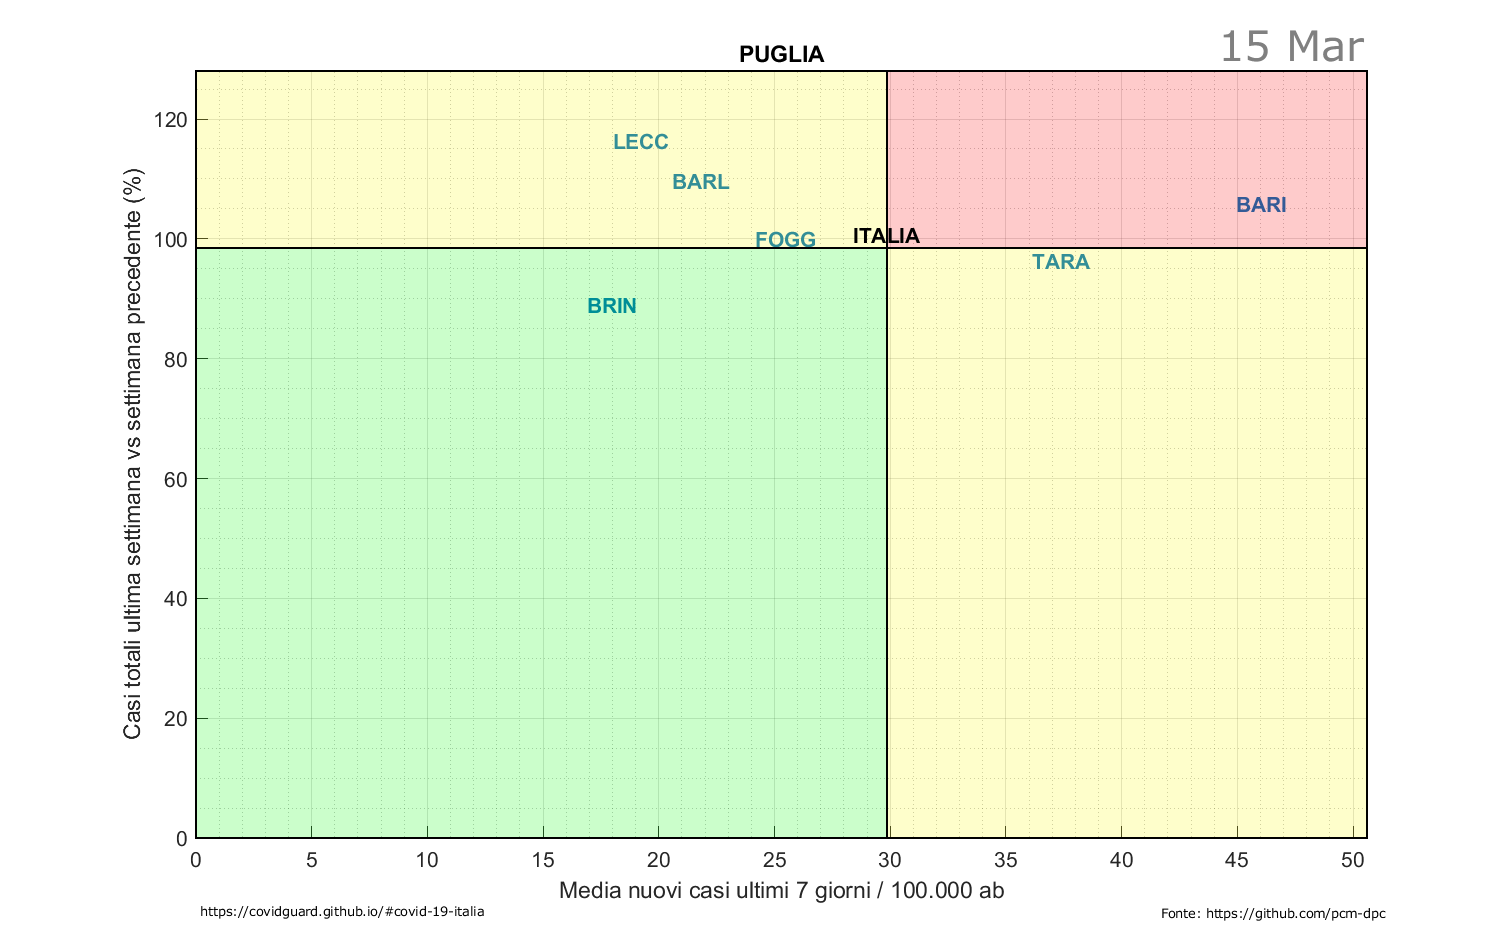 15 Mar
PUGLIA
120
LECC
BARL
BARI
100
FOGG
ITALIA
TARA
BRIN
80
60
40
20
0
Casi totali ultima settimana vs settimana precedente (%)
0 5 10 15 20 25 30 35 40 45 50
Media nuovi casi ultimi 7 giorni / 100.000 ab
https://covidguard.github.io/#covid-19-italia
Fonte: https://github.com/pcm-dpc